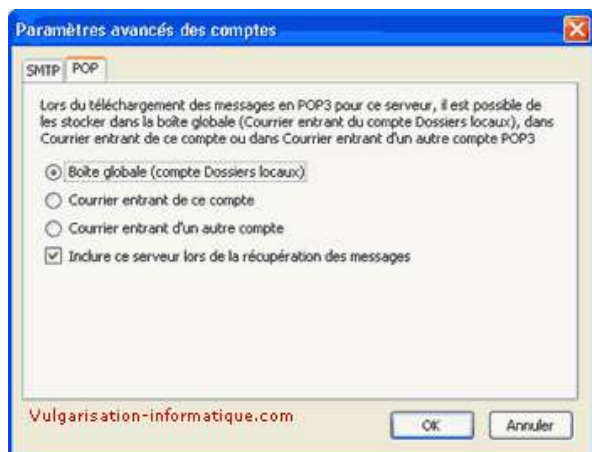 Paramètres avancés des comptes
SMTP POP
Lors du téléchargement des messages en POP3 pour ce serveur, il est possible de
les stocker dans la boîte globale (Courrier entrant du compte Dossiers locaux), dans
Courrier entrant de ce compte ou dans Courrier entrant d'un autre compte POP3
Boîte globale (compte Dossiers locaux)
Courrier entrant de ce compte
Courrier entrant d'un autre compte
Inclure ce serveur lors de la récupération des messages
Vulgarisation-informatique.com
OK Annuler